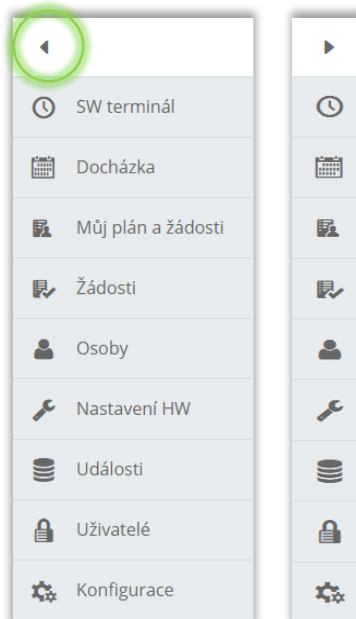 SW terminál
Docházka
Můj plán a žádosti
Žádosti
Osoby
Nastavení HW
Události
Uživatelé
Konfigurace